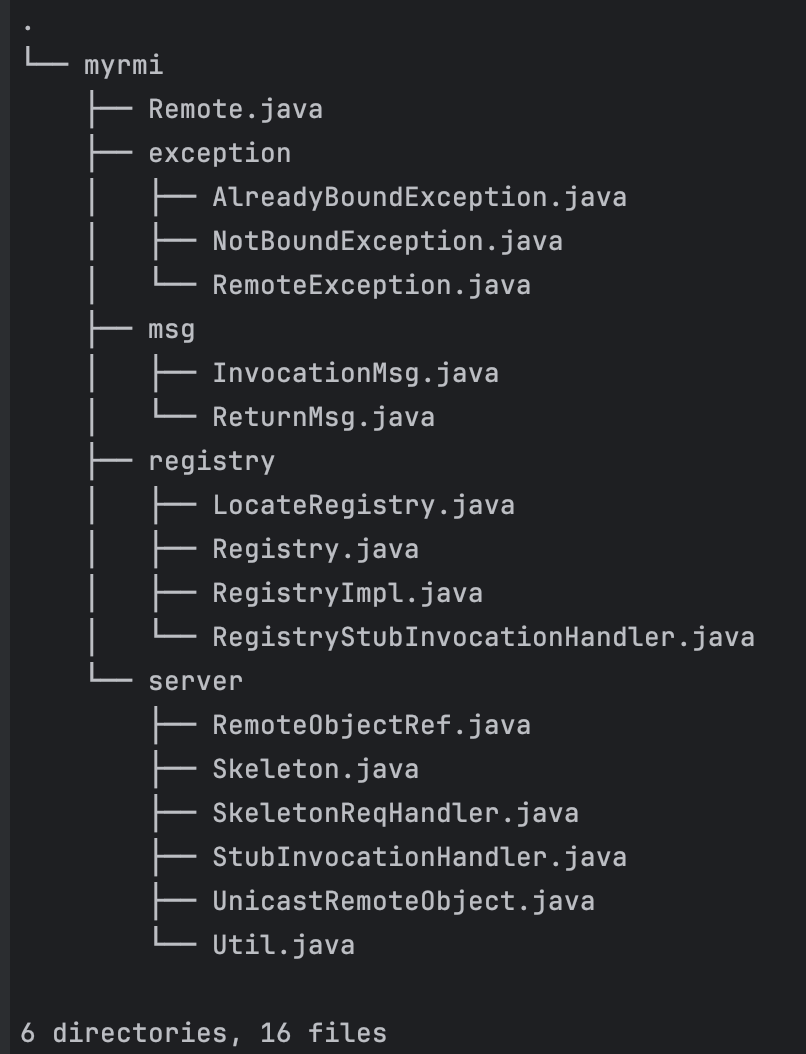 .
└── myrmi
    ├── Remote.java
    ├── exception
    │   ├── AlreadyBoundException.java
    │   ├── NotBoundException.java
    │   └── RemoteException.java
    ├── msg
    │   ├── InvocationMsg.java
    │   └── ReturnMsg.java
    ├── registry
    │   ├── LocateRegistry.java
    │   ├── Registry.java
    │   ├── RegistryImpl.java
    │   └── RegistryStubInvocationHandler.java
    └── server
        ├── RemoteObjectRef.java
        ├── Skeleton.java
        ├── SkeletonReqHandler.java
        ├── StubInvocationHandler.java
        ├── UnicastRemoteObject.java
        └── Util.java

6 directories, 16 files